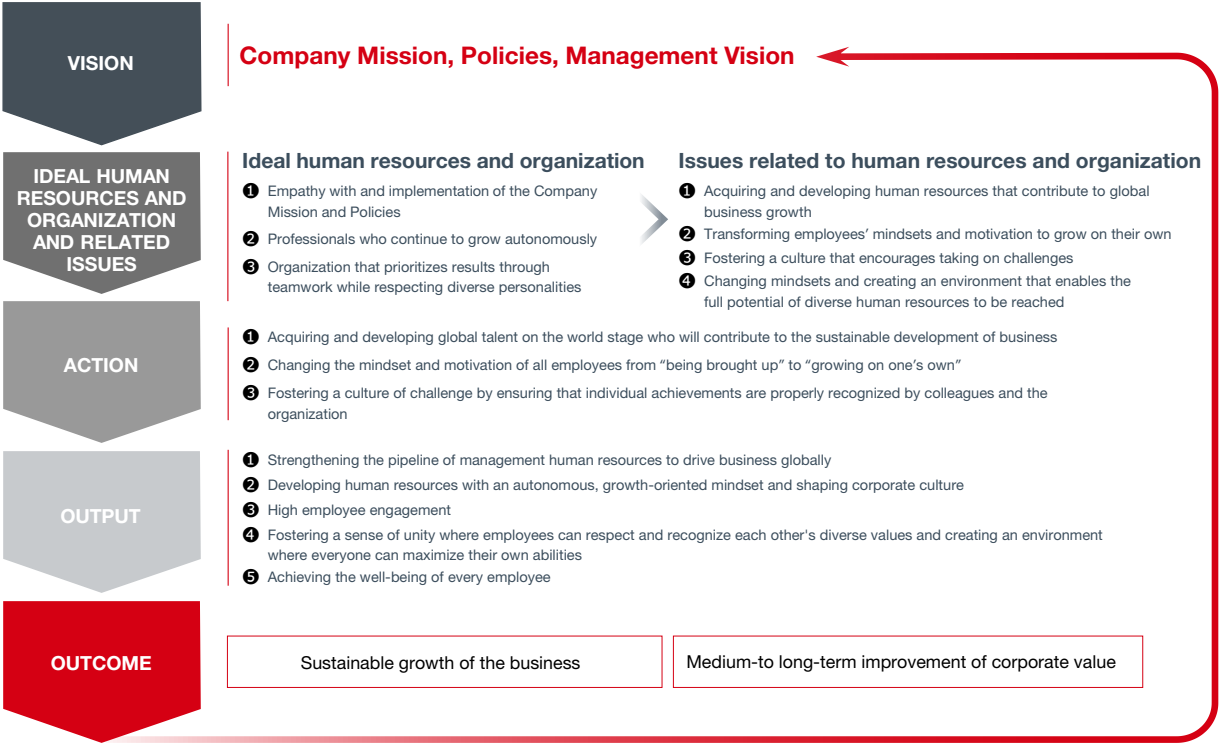 VISION
Company Mission, Policies, Management Vision
IDEAL HUMAN
RESOURCES AND
ORGANIZATION
AND RELATED
ISSUES
Ideal human resources and organization
❶ Empathy with and implementation of the Company
Mission and Policies
❷ Professionals who continue to grow autonomously
❸ Organization that prioritizes results through
teamwork while respecting diverse personalities
Issues related to human resources and organization
❶ Acquiring and developing human resources that contribute to global
business growth
❷ Transforming employees’ mindsets and motivation to grow on their own
❸ Fostering a culture that encourages taking on challenges
❹ Changing mindsets and creating an environment that enables the
full potential of diverse human resources to be reached
ACTION
❶ Acquiring and developing global talent on the world stage who will contribute to the sustainable development of business
❷ Changing the mindset and motivation of all employees from “being brought up” to “growing on one’s own”
❸ Fostering a culture of challenge by ensuring that individual achievements are properly recognized by colleagues and the
organization
OUTPUT
❶ Strengthening the pipeline of management human resources to drive business globally
❷ Developing human resources with an autonomous, growth-oriented mindset and shaping corporate culture
❸ High employee engagement
❹ Fostering a sense of unity where employees can respect and recognize each other's diverse values and creating an environment
where everyone can maximize their own abilities
❺ Achieving the well-being of every employee
OUTCOME
Sustainable growth of the business
Medium-to long-term improvement of corporate value